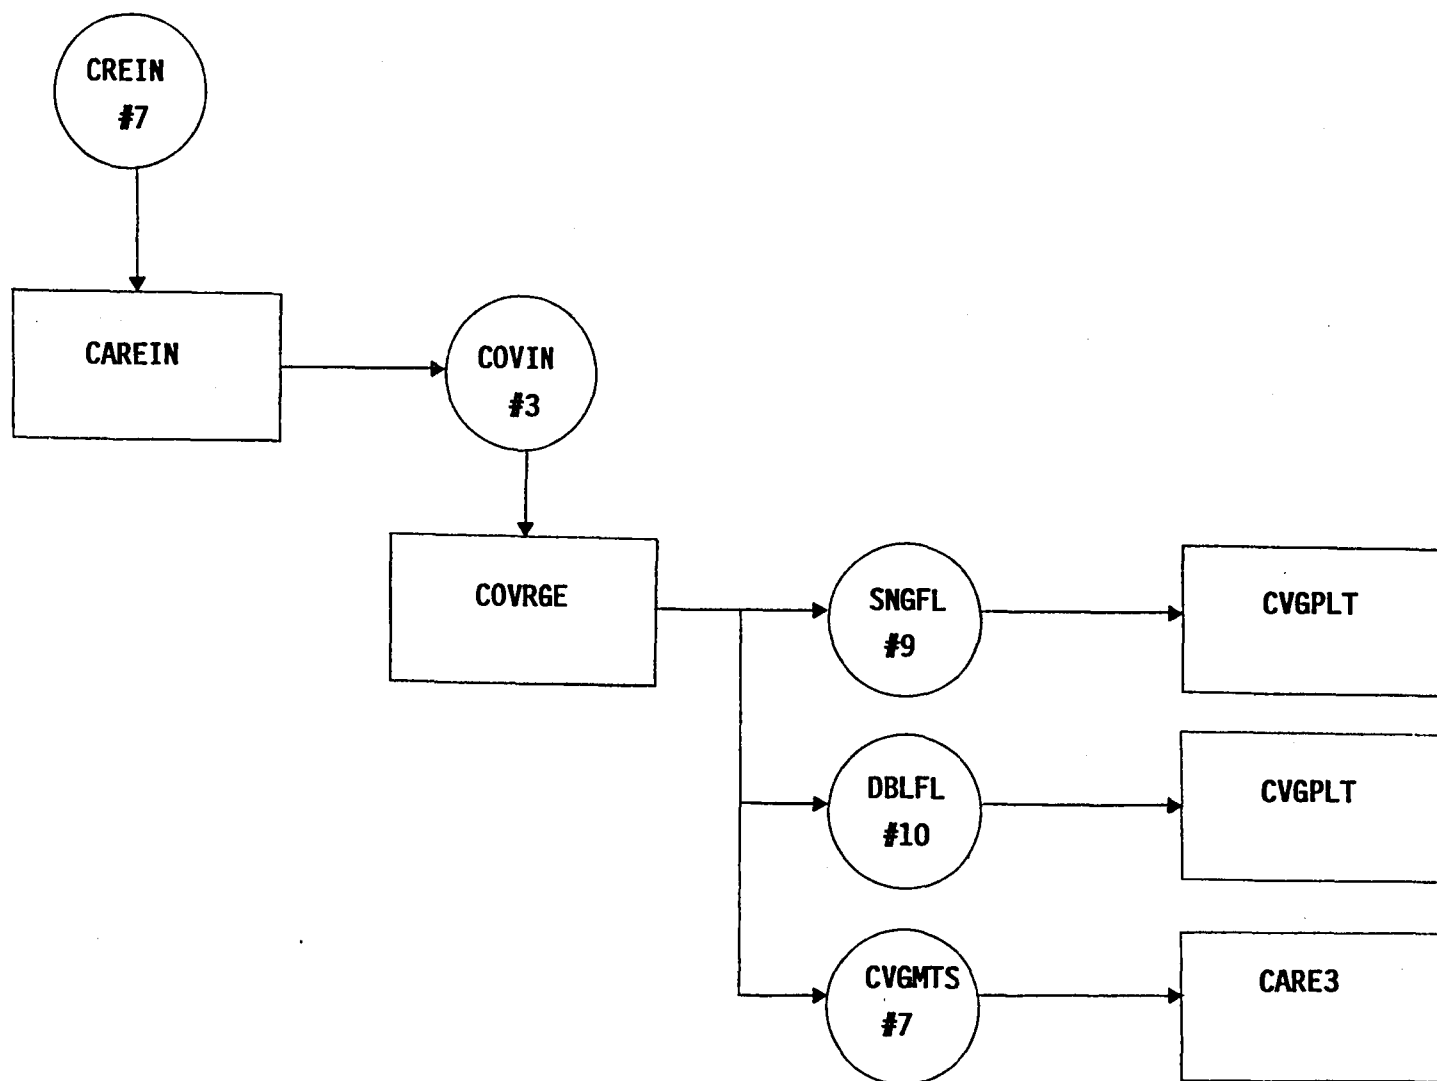 CREIN
#7
CAREIN
COVIN
#3
COVRGE
SNGFL
#9
CVGPLT
DBLFL
#10
CVGPLT
CVGMTS
#7
CARE3